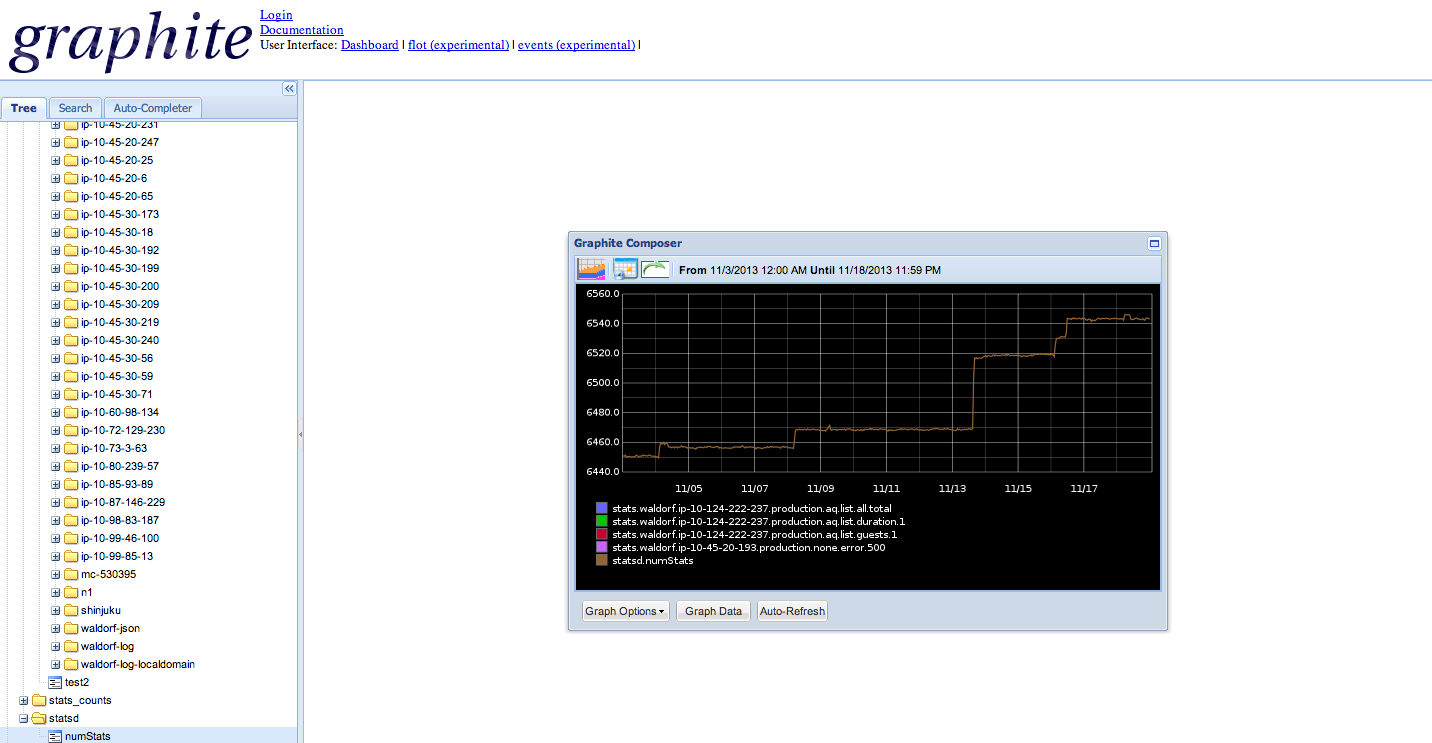 graphite
Login
Documentation
User Interface: Dashboard | flot (experimental) | events (experimental) |
Tree Search Auto-Completer
ip-10-45-20-231
ip-10-45-20-247
ip-10-45-20-25
ip-10-45-20-6
ip-10-45-20-65
ip-10-45-30-173
ip-10-45-30-18
ip-10-45-30-192
ip-10-45-30-199
ip-10-45-30-200
ip-10-45-30-209
ip-10-45-30-219
ip-10-45-30-240
ip-10-45-30-56
ip-10-45-30-59
ip-10-45-30-71
ip-10-60-98-134
ip-10-72-129-230
ip-10-73-3-63
ip-10-80-239-57
ip-10-85-93-89
ip-10-87-146-229
ip-10-98-83-187
ip-10-99-46-100
ip-10-99-85-13
mc-530395
n1
shinjuku
waldorf-json
waldorf-log
waldorf-log-localdomain
test2
stats_counts
statsd
numStats
Graphite Composer
From 11/3/2013 12:00 AM Until 11/18/2013 11:59 PM
6560.0
6540.0
6520.0
6500.0
6480.0
6460.0
6440.0
11/05 11/07 11/09 11/11 11/13 11/15 11/17
stats.waldorf.ip-10-124-222-237.production.aq.list.all.total
stats.waldorf.ip-10-124-222-237.production.aq.list.duration.1
stats.waldorf.ip-10-124-222-237.production.aq.list.guests.1
stats.waldorf.ip-10-45-20-193.production.none.error.500
statsd.numStats
Graph Options Graph Data Auto-Refresh